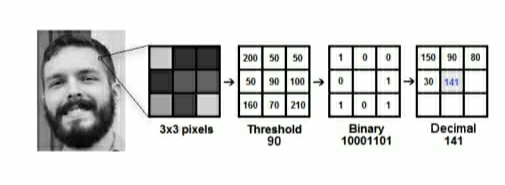 200 50 50
50 90 100
160 70 210
1 0 0
0 1
1 0 1
150 90 80
30 141
3x3 pixels
Threshold
90
Binary
10001101
Decimal
141